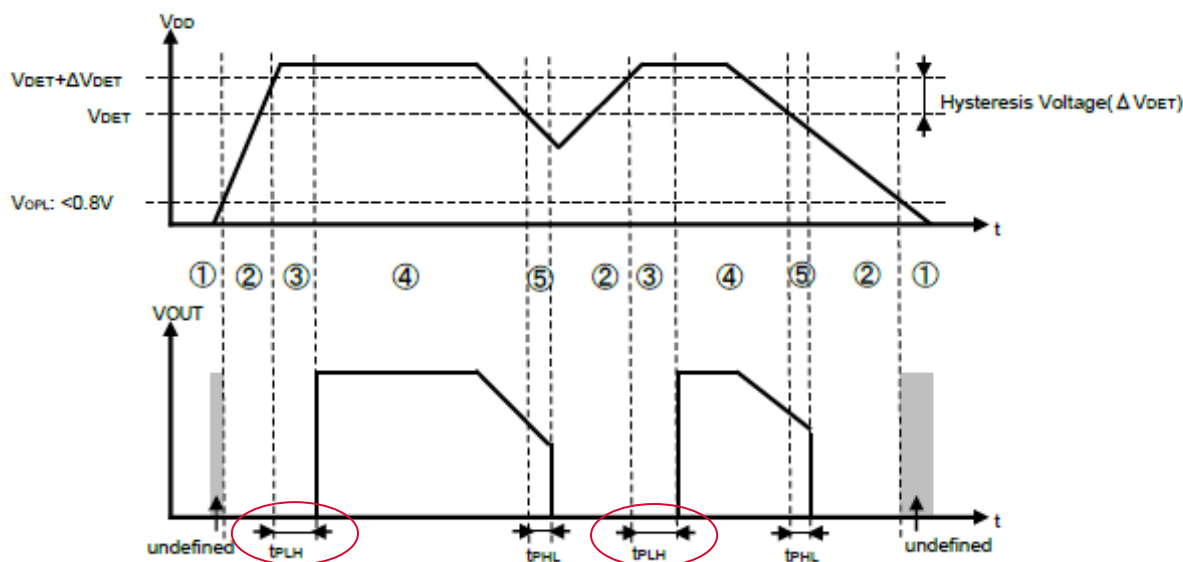 VDD
VDET+ΔVDET
Hysteresis Voltage(ΔVDET)
VDET
VOPL: <0.8V
t
① ② ③ ④ ⑤ ② ③ ④ ⑤ ② ①
VOUT
t
undefined tPLH tPHL tPLH tPHL undefined